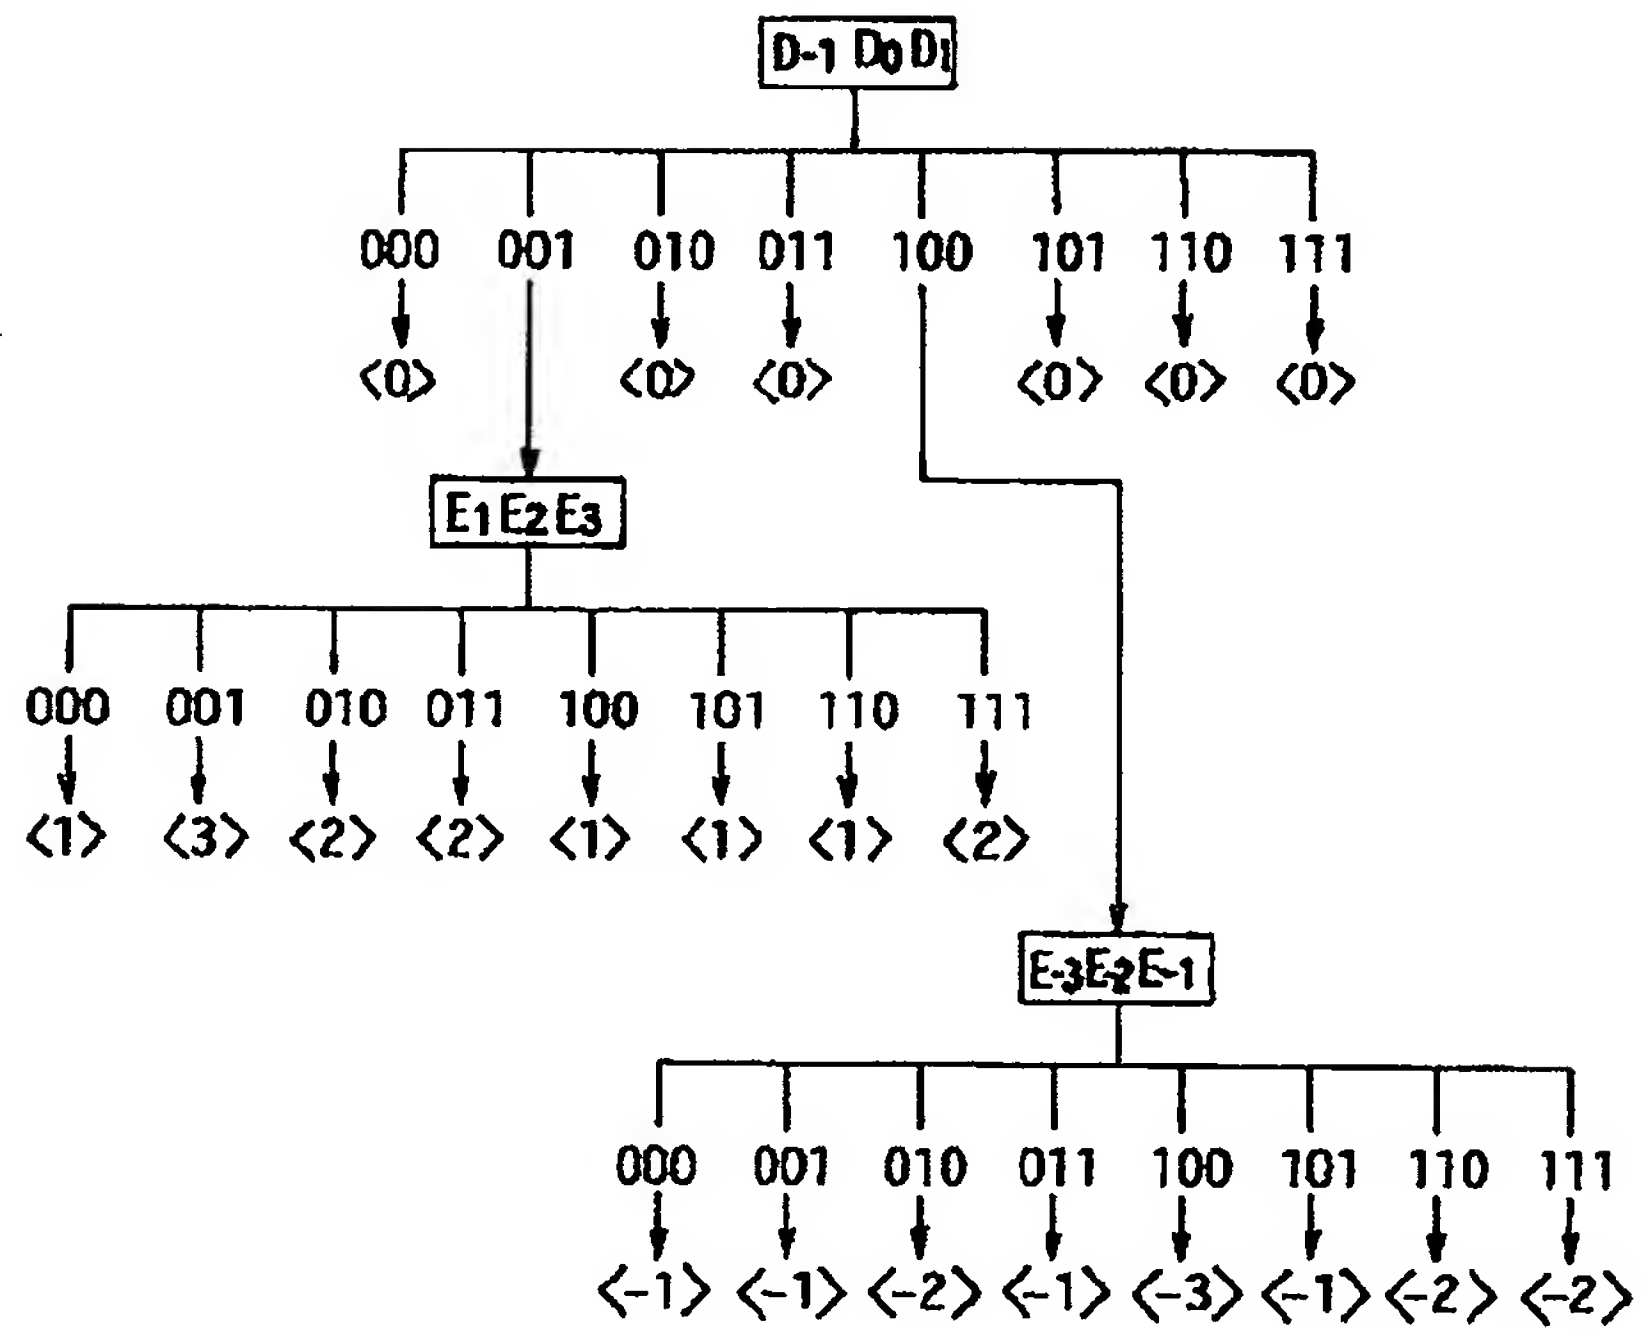 D-1 D0 D1
000 001 010 011 100 101 110 111
<0> <0> <0> <0> <0> <0>
E1 E2 E3
000 001 010 011 100 101 110 111
<1> <3> <2> <2> <1> <1> <1> <2>
E-3 E-2 E-1
000 001 010 011 100 101 110 111
<-1> <-1> <-2> <-1> <-3> <-1> <-2> <-2>